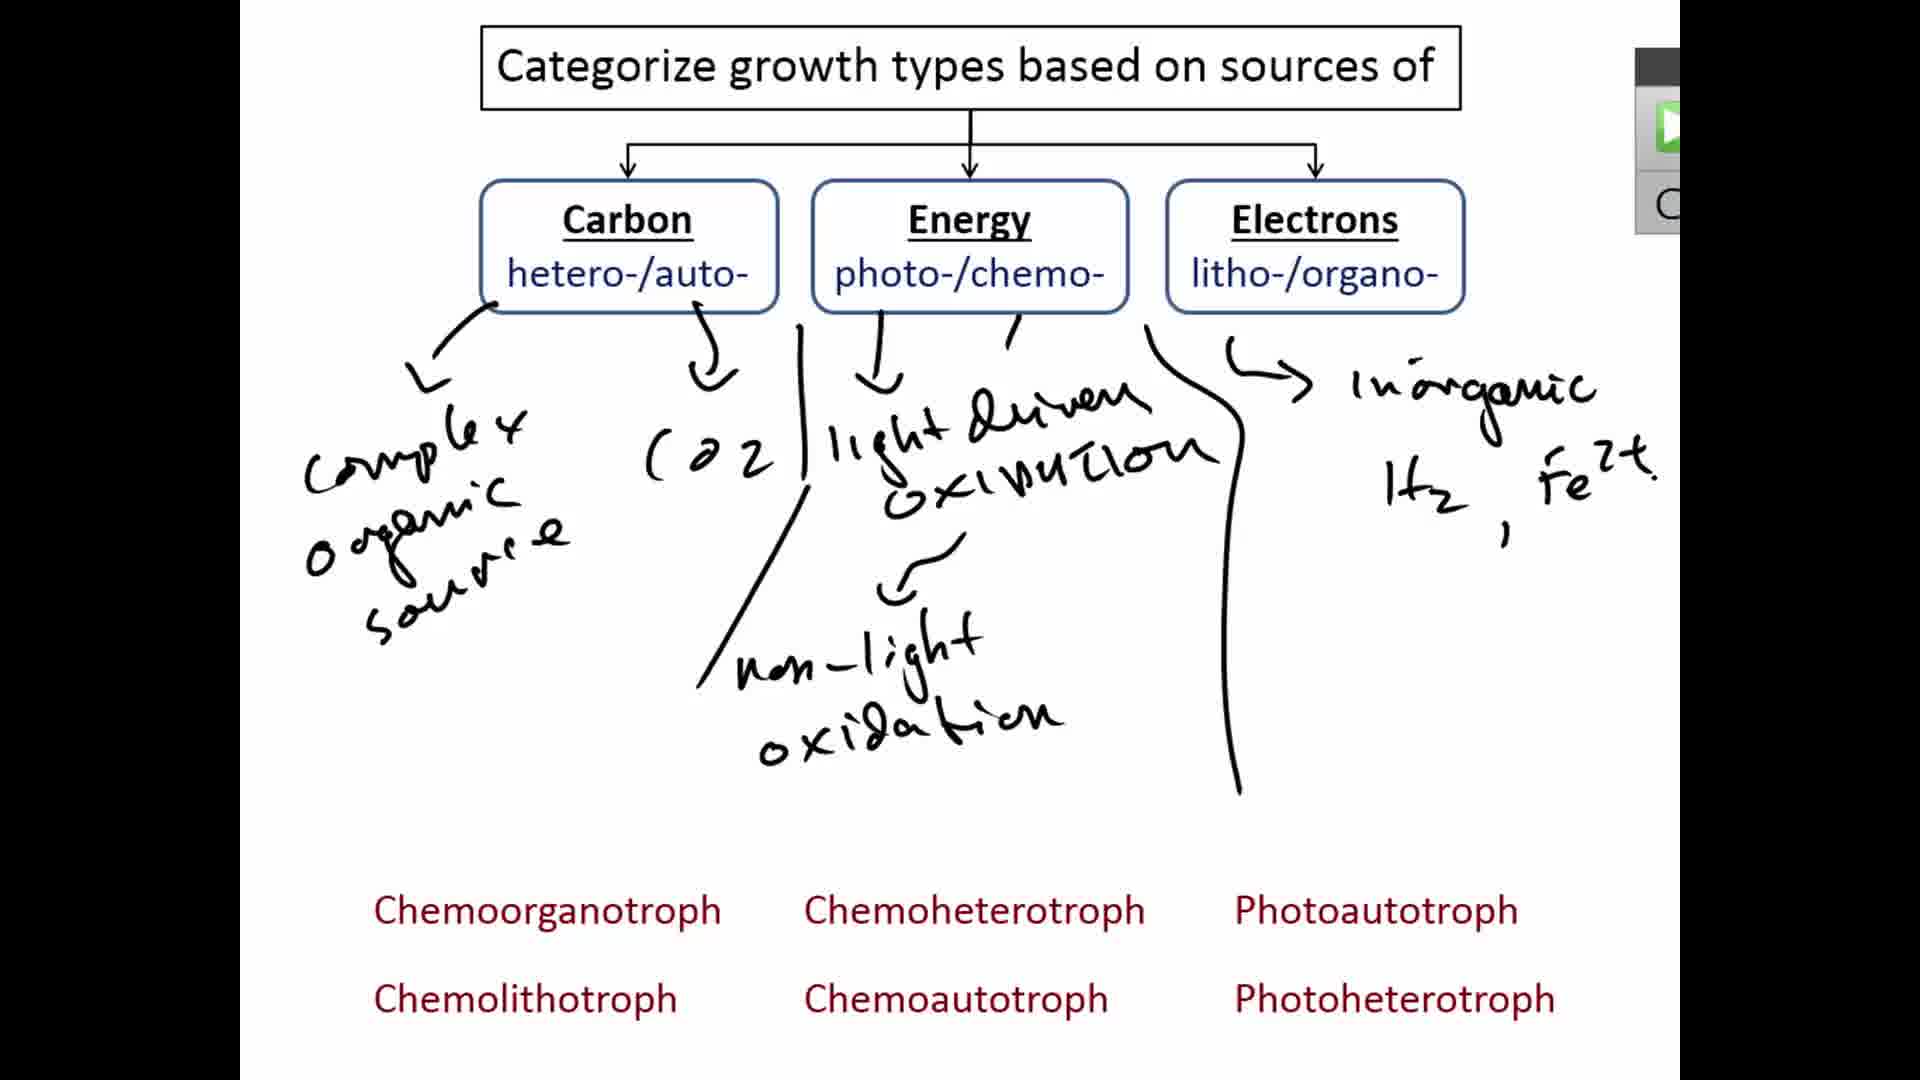 Categorize growth types based on sources of
Carbon
hetero-/auto-
Energy
photo-/chemo-
Electrons
litho-/organo-
complex
organic
source
CO2
light driven
oxidation
non-light
oxidation
inorganic
H2, Fe2+
Chemoorganotroph
Chemoheterotroph
Photoautotroph
Chemolithotroph
Chemoautotroph
Photoheterotroph